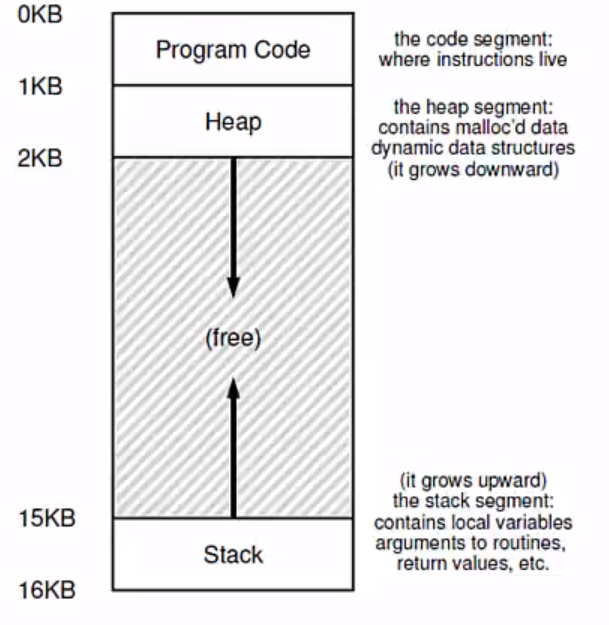 0KB
Program Code
the code segment:
where instructions live
1KB
Heap
the heap segment:
contains malloc'd data
dynamic data structures
(it grows downward)
2KB
(free)
(it grows upward)
the stack segment:
contains local variables
arguments to routines,
return values, etc.
15KB
Stack
16KB